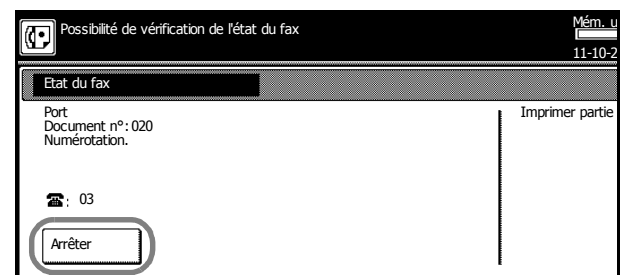 Possibilité de vérification de l'état du fax
Mém. u
11-10-2
Etat du fax
Port
Document n°: 020
Numérotation.
Imprimer partie
☎: 03
Arrêter